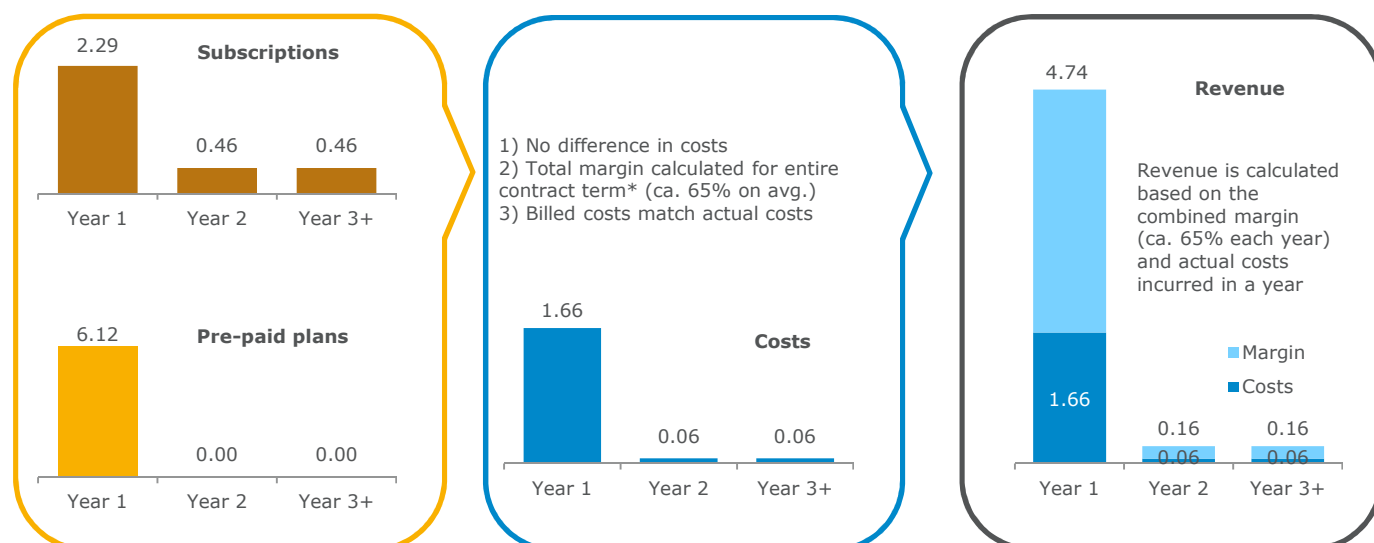 Subscriptions
2.29
0.46
0.46
Year 1
Year 2
Year 3+
Pre-paid plans
6.12
0.00
0.00
Year 1
Year 2
Year 3+
1) No difference in costs
2) Total margin calculated for entire
contract term* (ca. 65% on avg.)
3) Billed costs match actual costs
Costs
1.66
0.06
0.06
Year 1
Year 2
Year 3+
Revenue
4.74
Revenue is calculated
based on the
combined margin
(ca. 65% each year)
and actual costs
incurred in a year
Margin
Costs
1.66
0.16
0.16
0.06
0.06
Year 1
Year 2
Year 3+